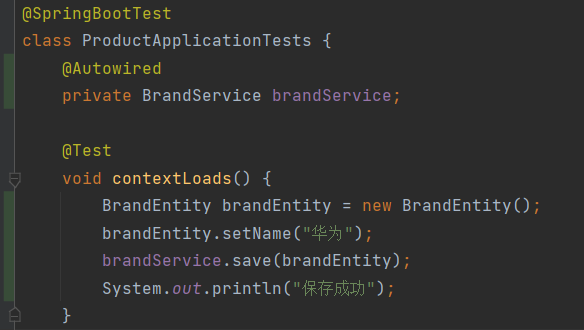 @SpringBootTest
class ProductApplicationTests {
    @Autowired
    private BrandService brandService;

    @Test
    void contextLoads() {
        BrandEntity brandEntity = new BrandEntity();
        brandEntity.setName("华为");
        brandService.save(brandEntity);
        System.out.println("保存成功");
    }